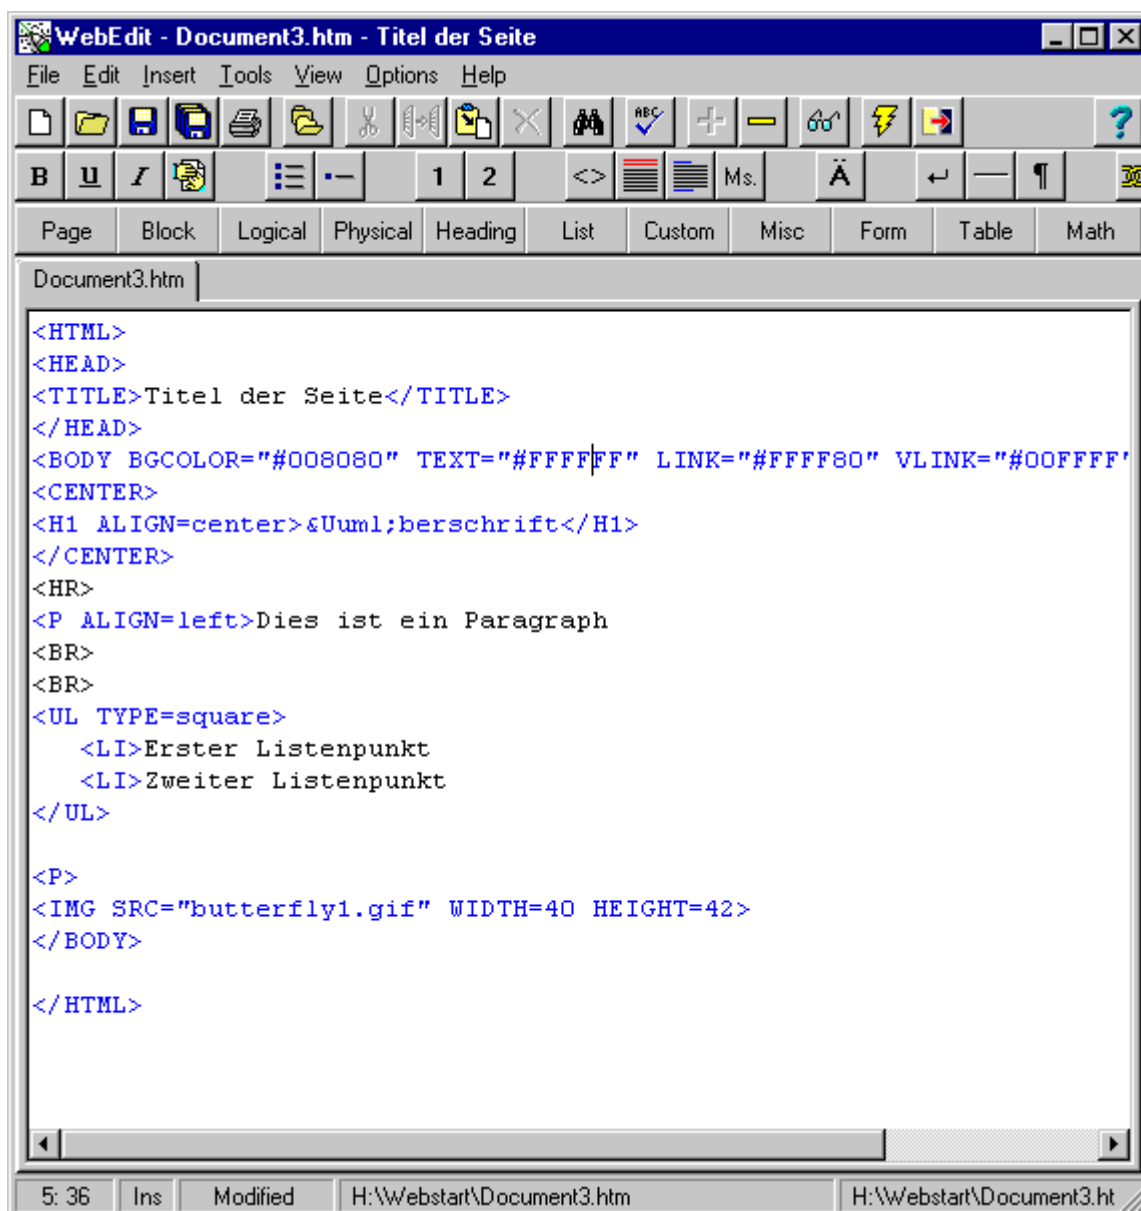 WebEdit - Document3.htm - Titel der Seite
File Edit Insert Tools View Options Help
ABC
B U I 1 2 <> Ms. Ä ¶
Page Block Logical Physical Heading List Custom Misc Form Table Math
Document3.htm
<HTML>
<HEAD>
<TITLE>Titel der Seite</TITLE>
</HEAD>
<BODY BGCOLOR="#008080" TEXT="#FFFFFF" LINK="#FFFF80" VLINK="#00FFFF"
<CENTER>
<H1 ALIGN=center>&Uuml;berschrift</H1>
</CENTER>
<HR>
<P ALIGN=left>Dies ist ein Paragraph
<BR>
<BR>
<UL TYPE=square>
<LI>Erster Listenpunkt
<LI>Zweiter Listenpunkt
</UL>
<P>
<IMG SRC="butterfly1.gif" WIDTH=40 HEIGHT=42>
</BODY>
</HTML>
5: 36 Ins Modified H:\Webstart\Document3.htm H:\Webstart\Document3.ht